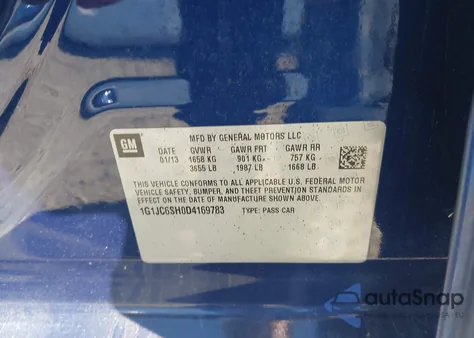 GM
MFD BY GENERAL MOTORS LLC
DATE GVWR GAWR FRT GAWR RR
01/13 1658 KG 901 KG 757 KG
3655 LB 1987 LB 1668 LB
THIS VEHICLE CONFORMS TO ALL APPLICABLE U.S. FEDERAL MOTOR
VEHICLE SAFETY, BUMPER, AND THEFT PREVENTION STANDARDS IN
EFFECT ON THE DATE OF MANUFACTURE SHOWN ABOVE.
1G1JC6SH0D4169783 TYPE: PASS CAR
autoSnap